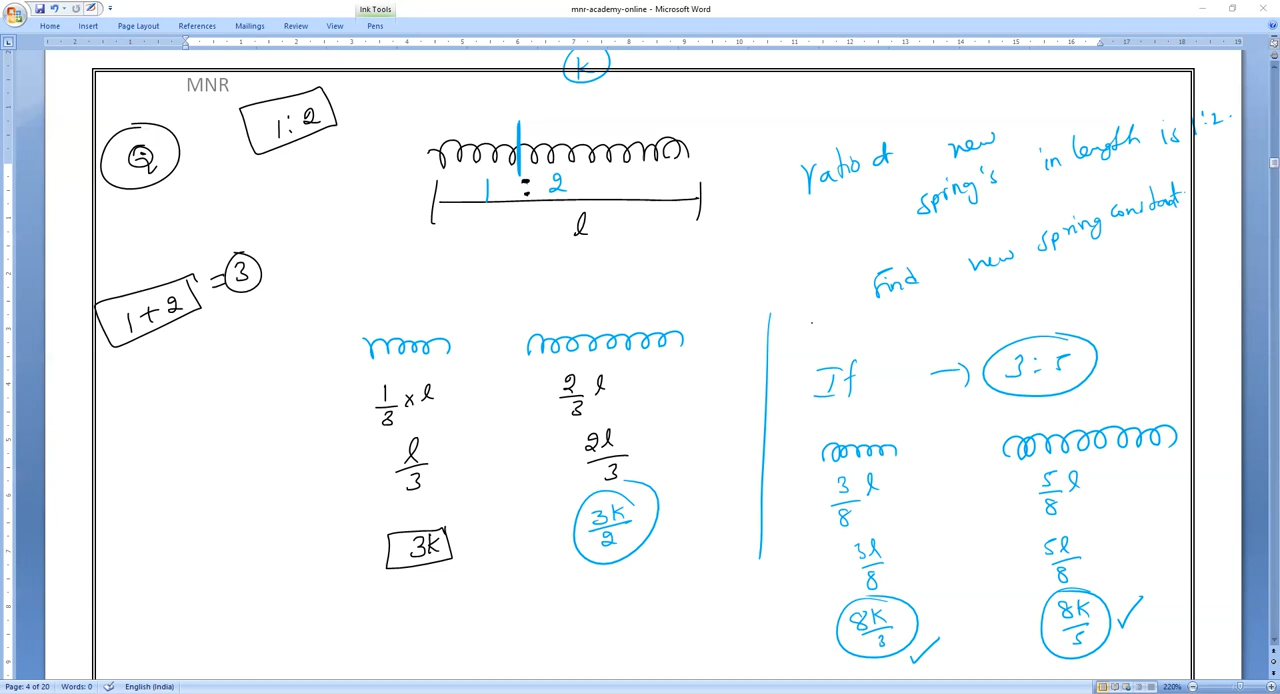 Ink Tools
mnr-academy-online - Microsoft Word
Home Insert Page Layout References Mailings Review View Pens
K
MNR
Q
1:2
1 : 2
l
ratio of new
spring's in length is 1:2.
Find new spring constant.
1+2 = 3
1/3 × l
l/3
3K
2/3 l
2l/3
3K/2
If → 3:5
3/8 l
3l/8
8K/3
5/8 l
5l/8
8K/5
Page: 4 of 20 Words: 0 English (India) 220%